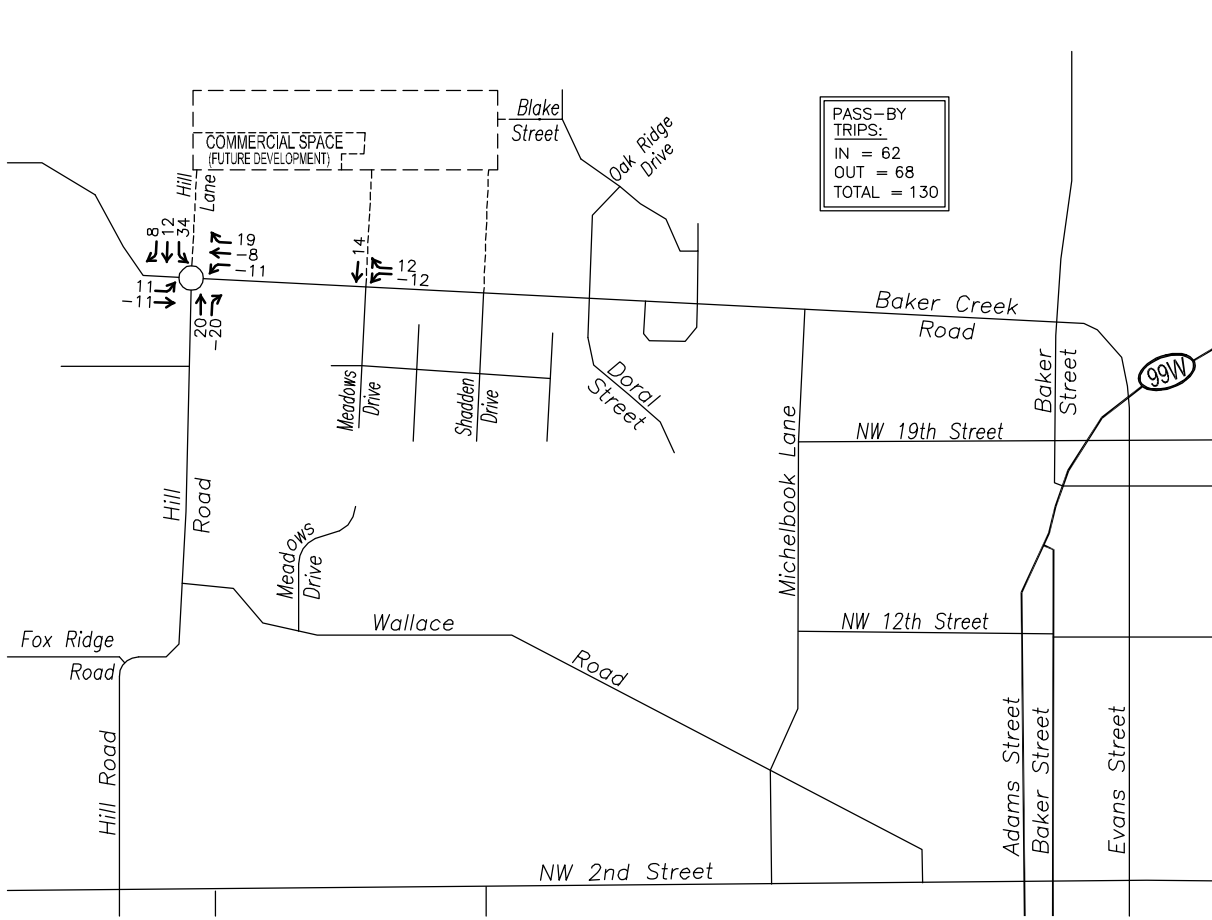 Blake
Street
Oak Ridge
Drive
PASS-BY
TRIPS:
IN = 62
OUT = 68
TOTAL = 130
COMMERCIAL SPACE
(FUTURE DEVELOPMENT)
Hill
Lane
8
12
34
19
-8
-11
11
-11
20
-20
14
12
-12
Baker Creek
Road
Meadows
Drive
Shadden
Drive
Doral
Street
Baker
Street
99W
NW 19th Street
Michelbook Lane
Hill
Road
Meadows
Drive
Wallace
Road
NW 12th Street
Fox Ridge
Road
Hill Road
Adams Street
Baker Street
Evans Street
NW 2nd Street